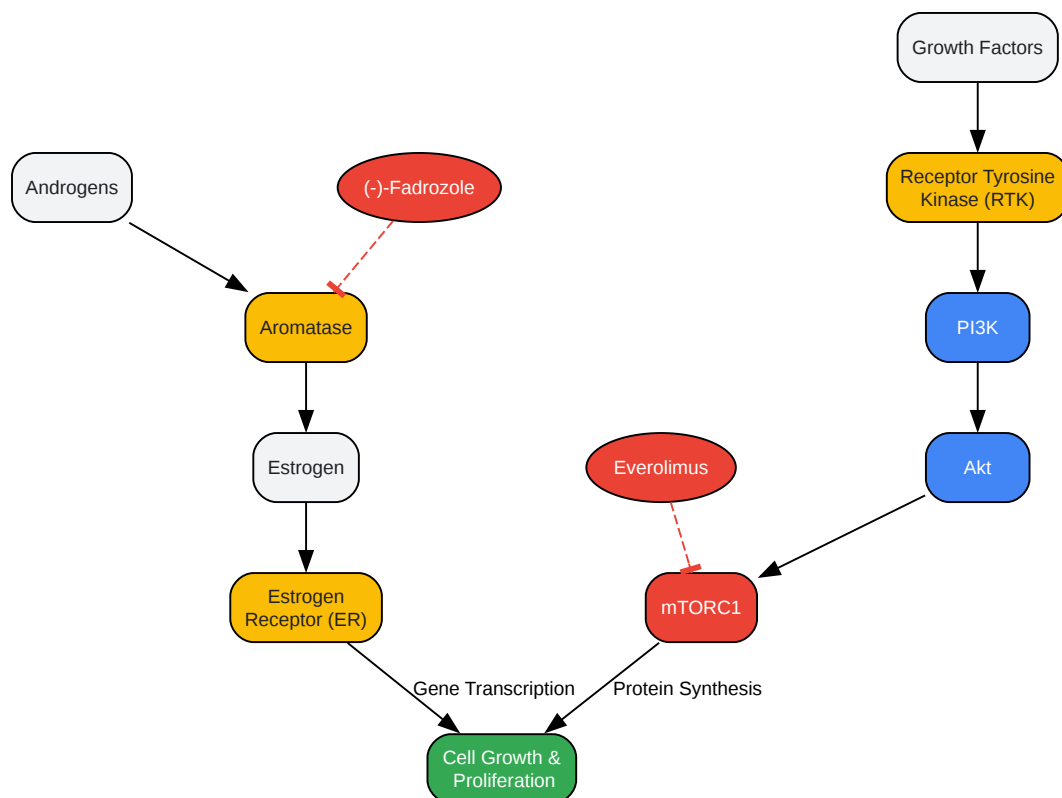 Growth Factors
Androgens
(-)-Fadrozole
Receptor Tyrosine
Kinase (RTK)
Aromatase
PI3K
Estrogen
Everolimus
Akt
Estrogen
Receptor (ER)
mTORC1
Gene Transcription
Protein Synthesis
Cell Growth &
Proliferation